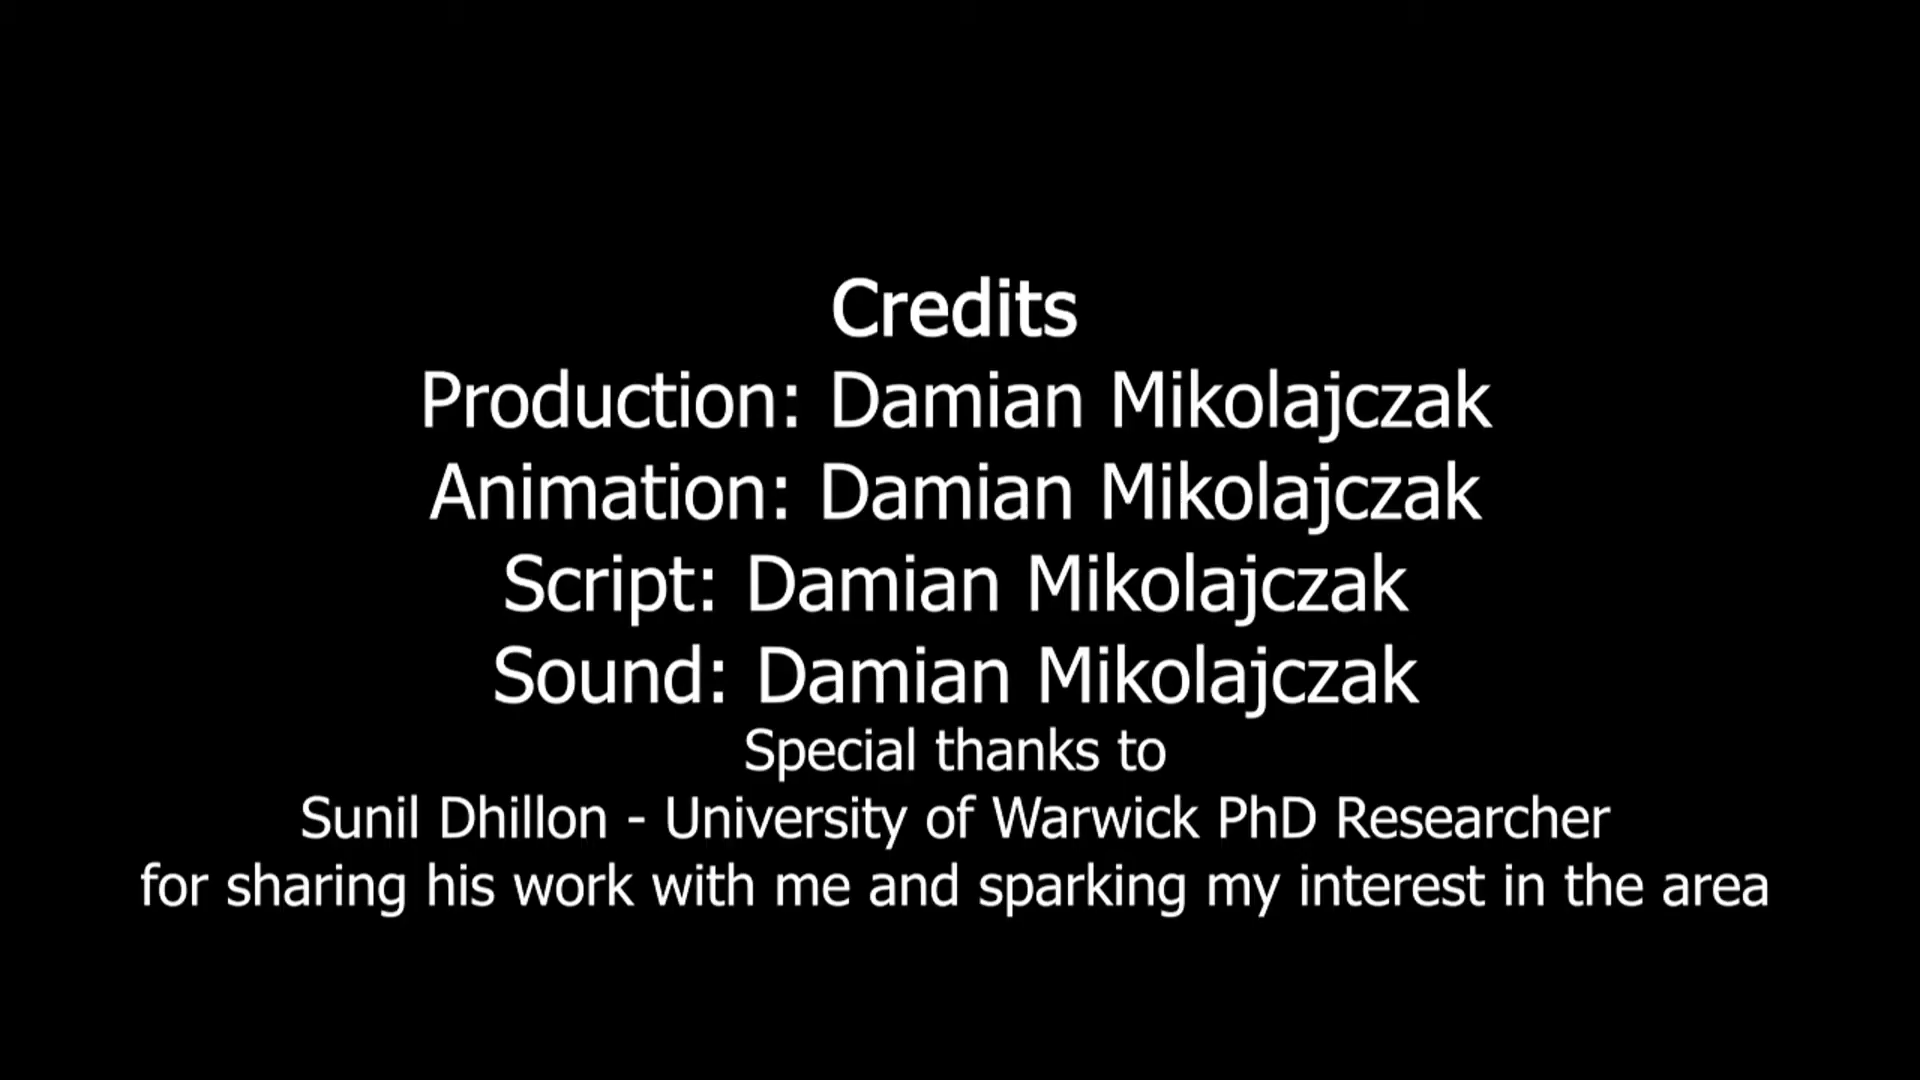 Credits
Production: Damian Mikolajczak
Animation: Damian Mikolajczak
Script: Damian Mikolajczak
Sound: Damian Mikolajczak
Special thanks to
Sunil Dhillon - University of Warwick PhD Researcher
for sharing his work with me and sparking my interest in the area